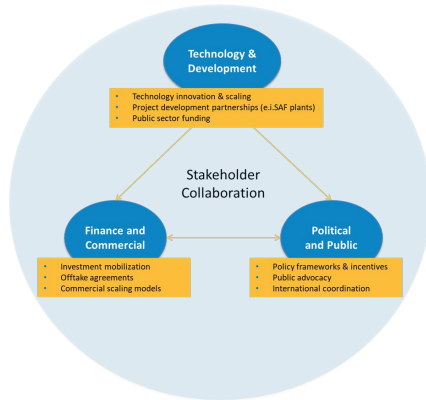 Technology &
Development
• Technology innovation & scaling
• Project development partnerships (e.i.SAF plants)
• Public sector funding
Stakeholder
Collaboration
Finance and
Commercial
• Investment mobilization
• Offtake agreements
• Commercial scaling models
Political
and Public
• Policy frameworks & incentives
• Public advocacy
• International coordination